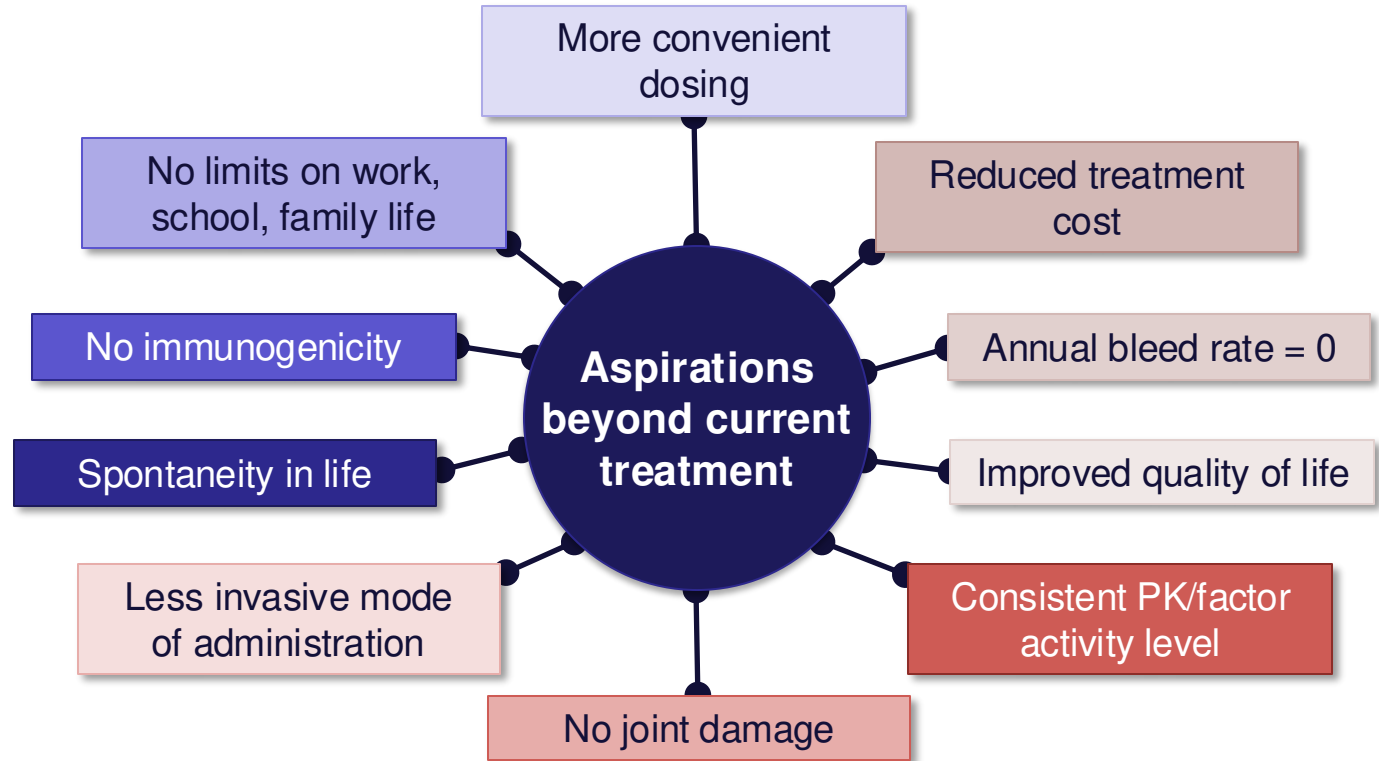 More convenient
dosing
No limits on work,
school, family life
Reduced treatment
cost
No immunogenicity
Annual bleed rate = 0
Aspirations
beyond current
treatment
Spontaneity in life
Improved quality of life
Less invasive mode
of administration
Consistent PK/factor
activity level
No joint damage